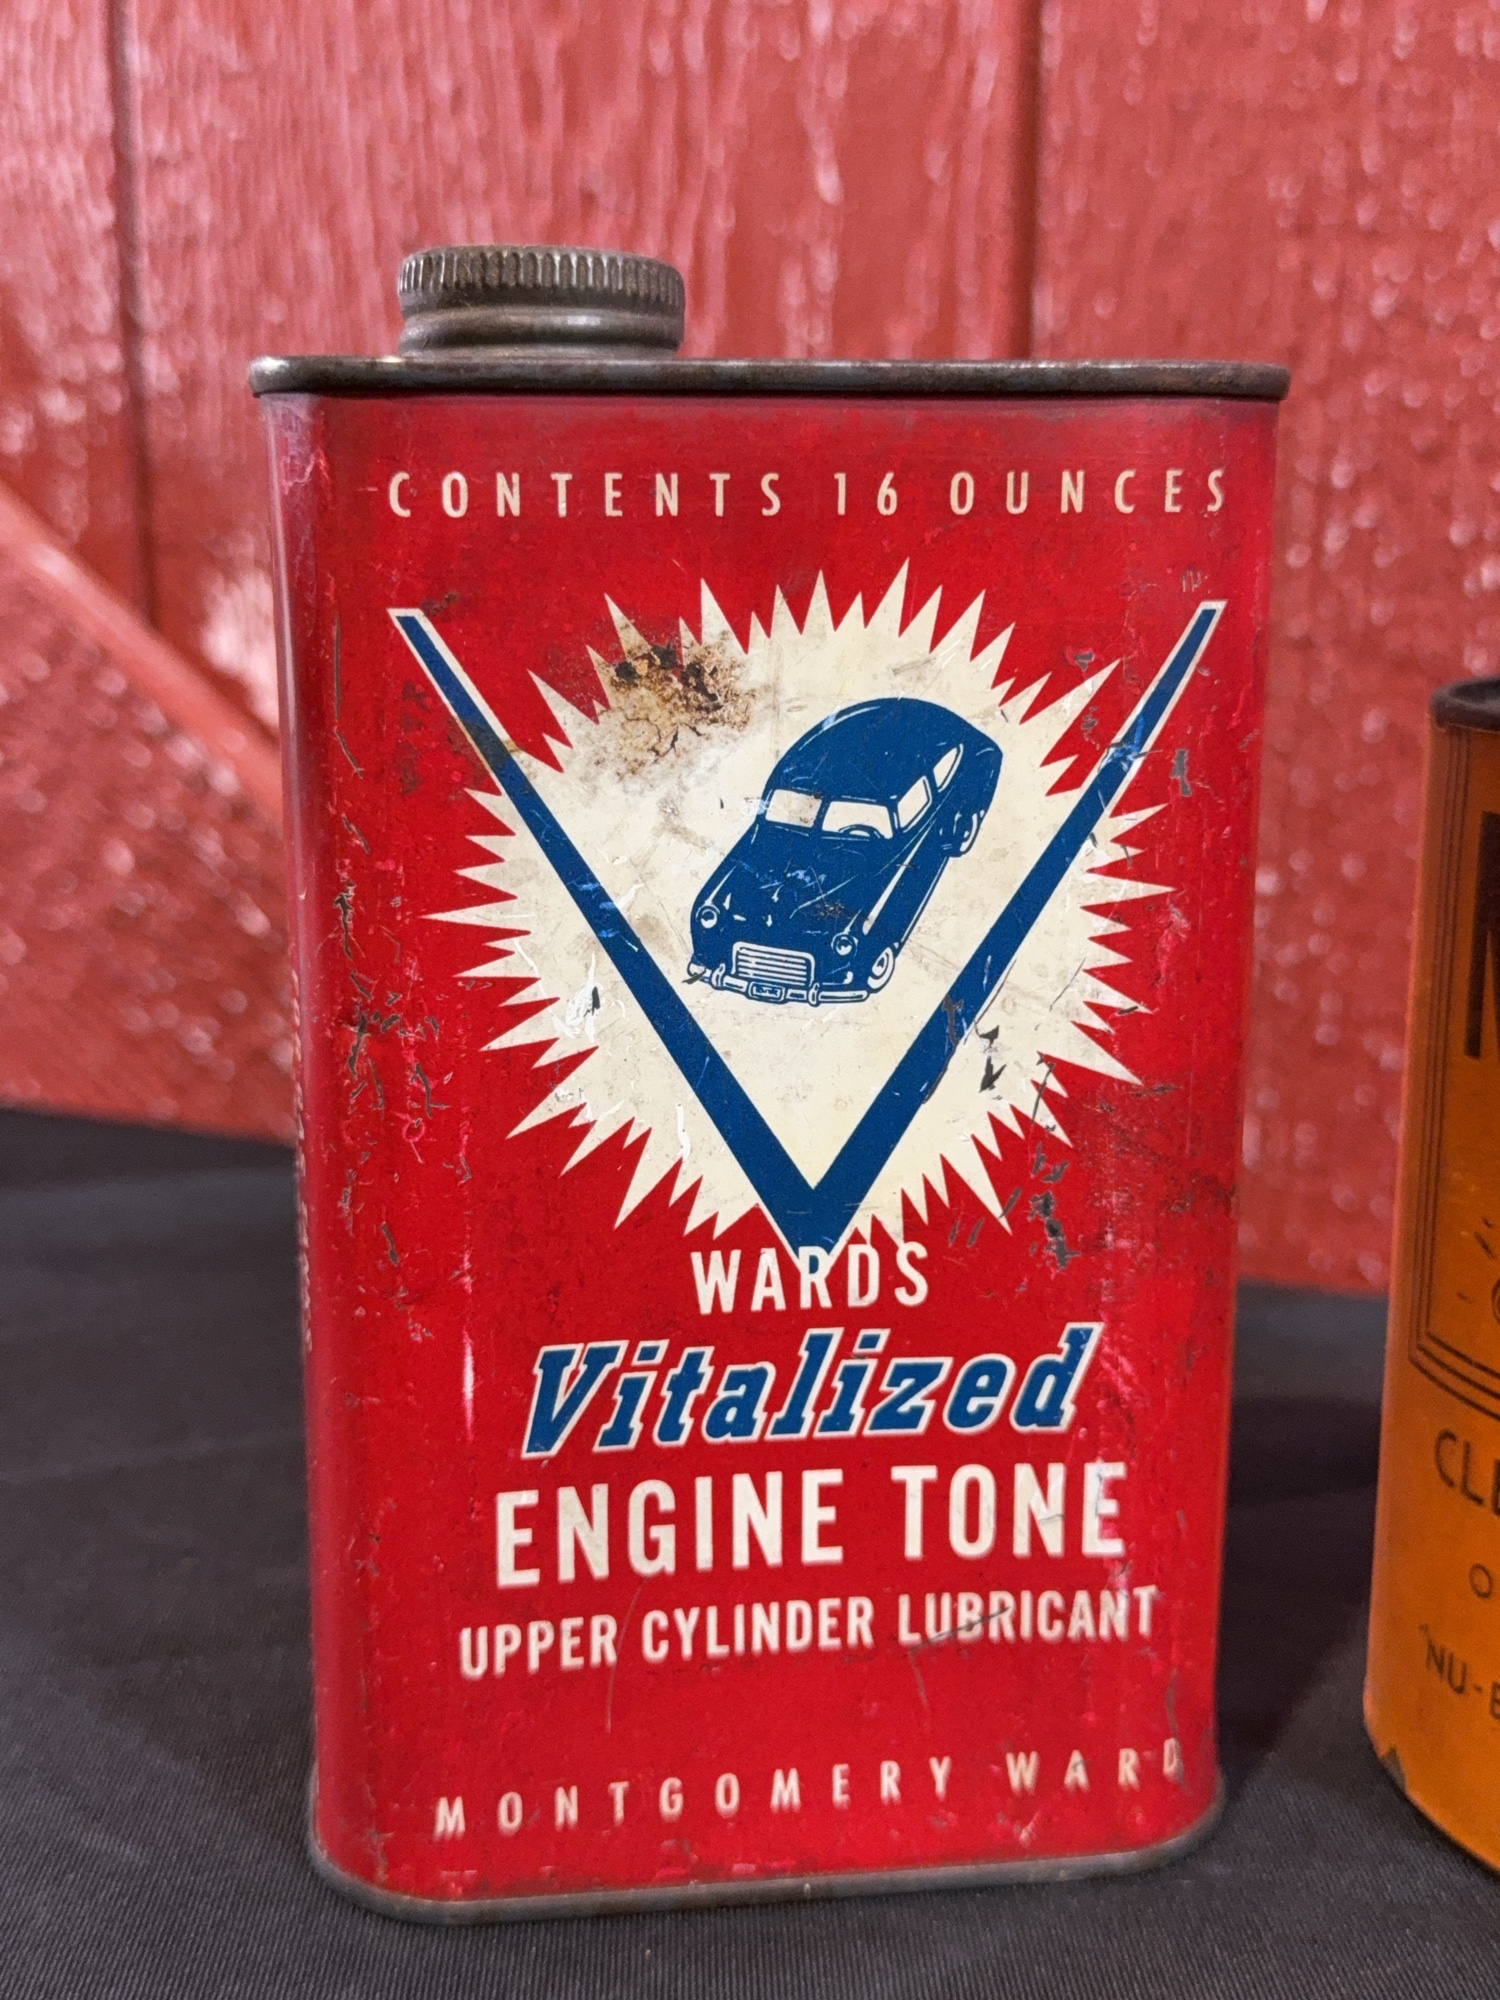 CONTENTS 16 OUNCES
WARDS
Vitalized
ENGINE TONE
UPPER CYLINDER LUBRICANT
MONTGOMERY WARD